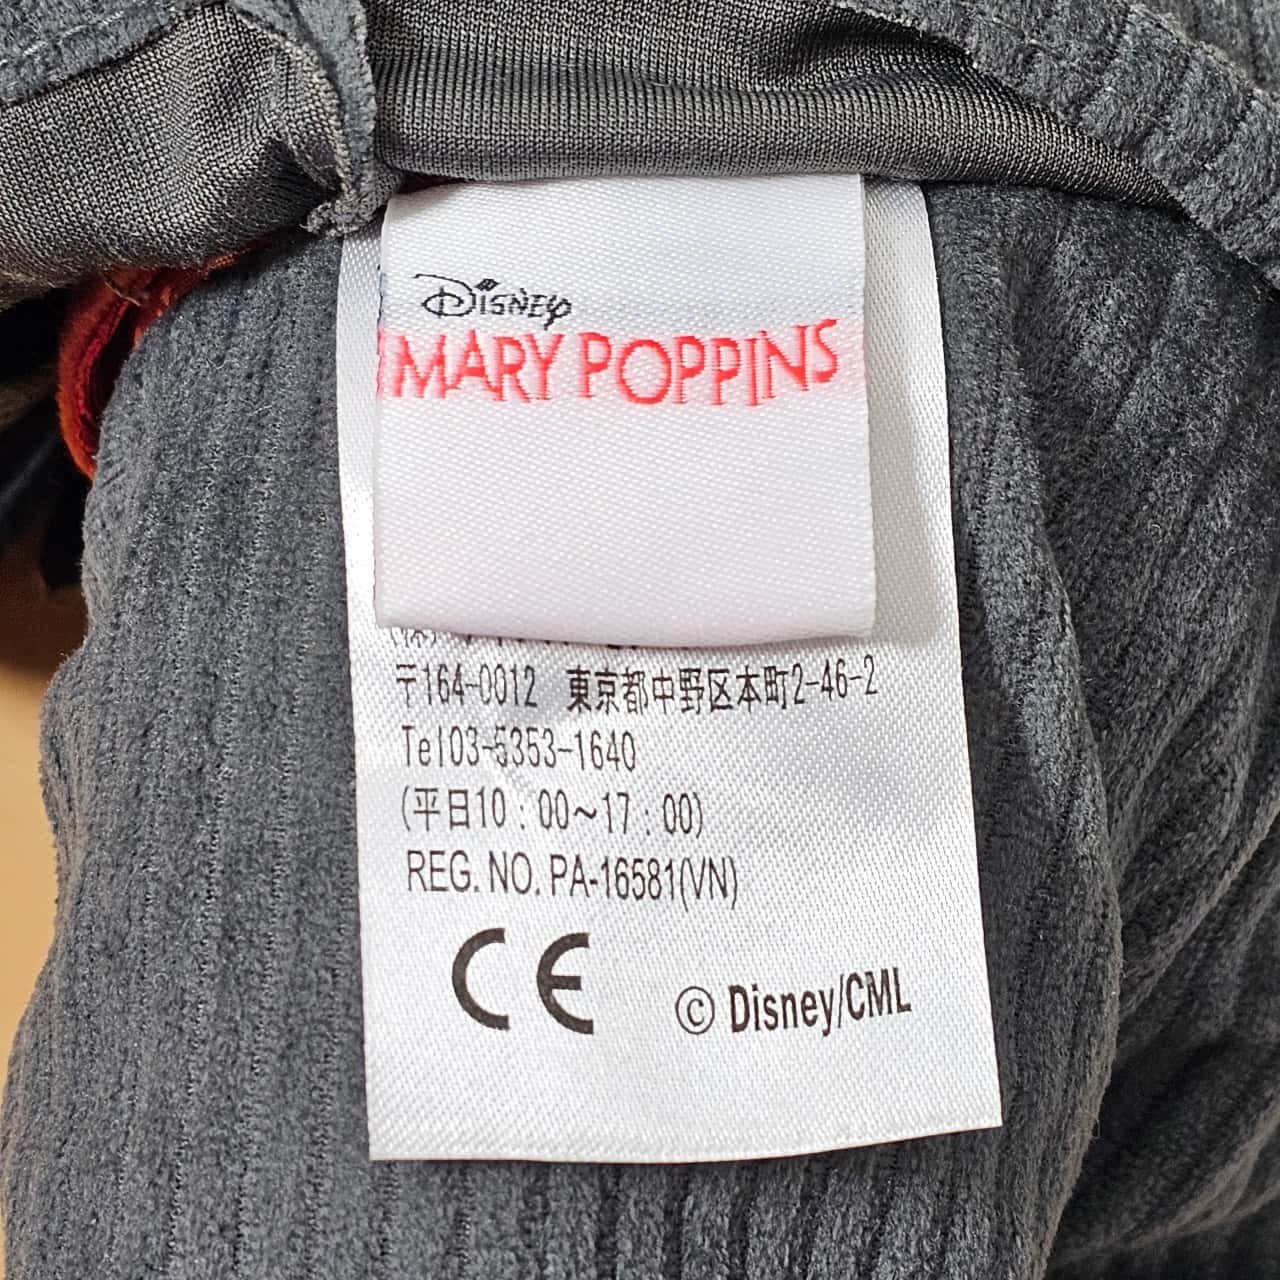 Disney
MARY POPPINS
〒164-0012 東京都中野区本町2-46-2
Tel03-5353-1640
(平日10:00～17:00)
REG. NO. PA-16581(VN)
CE
© Disney/CML